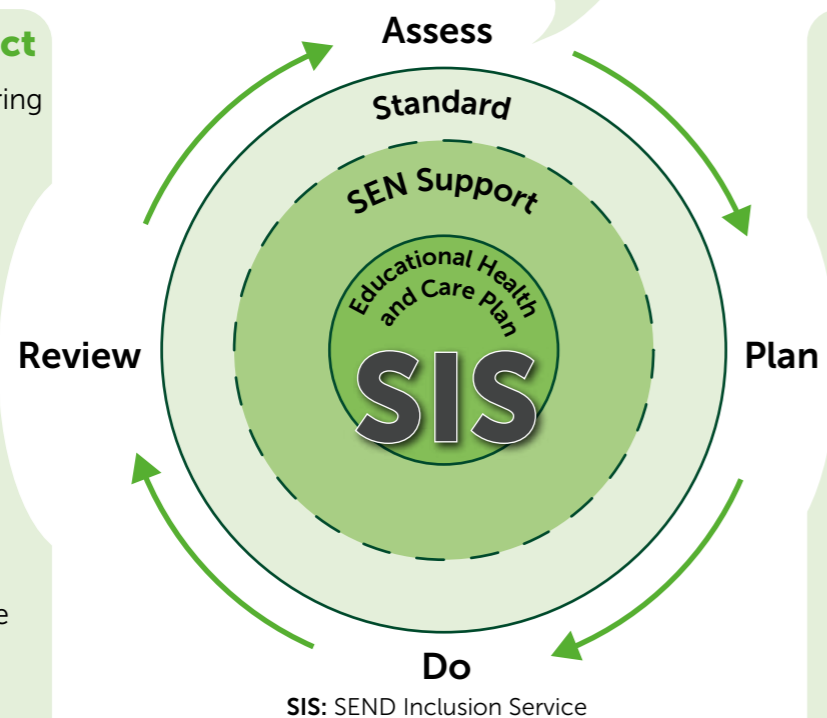 Assess
ct
ring
Standard
SEN Support
Educational Health
and Care Plan
SIS
Review
Plan
e
Do
SIS: SEND Inclusion Service